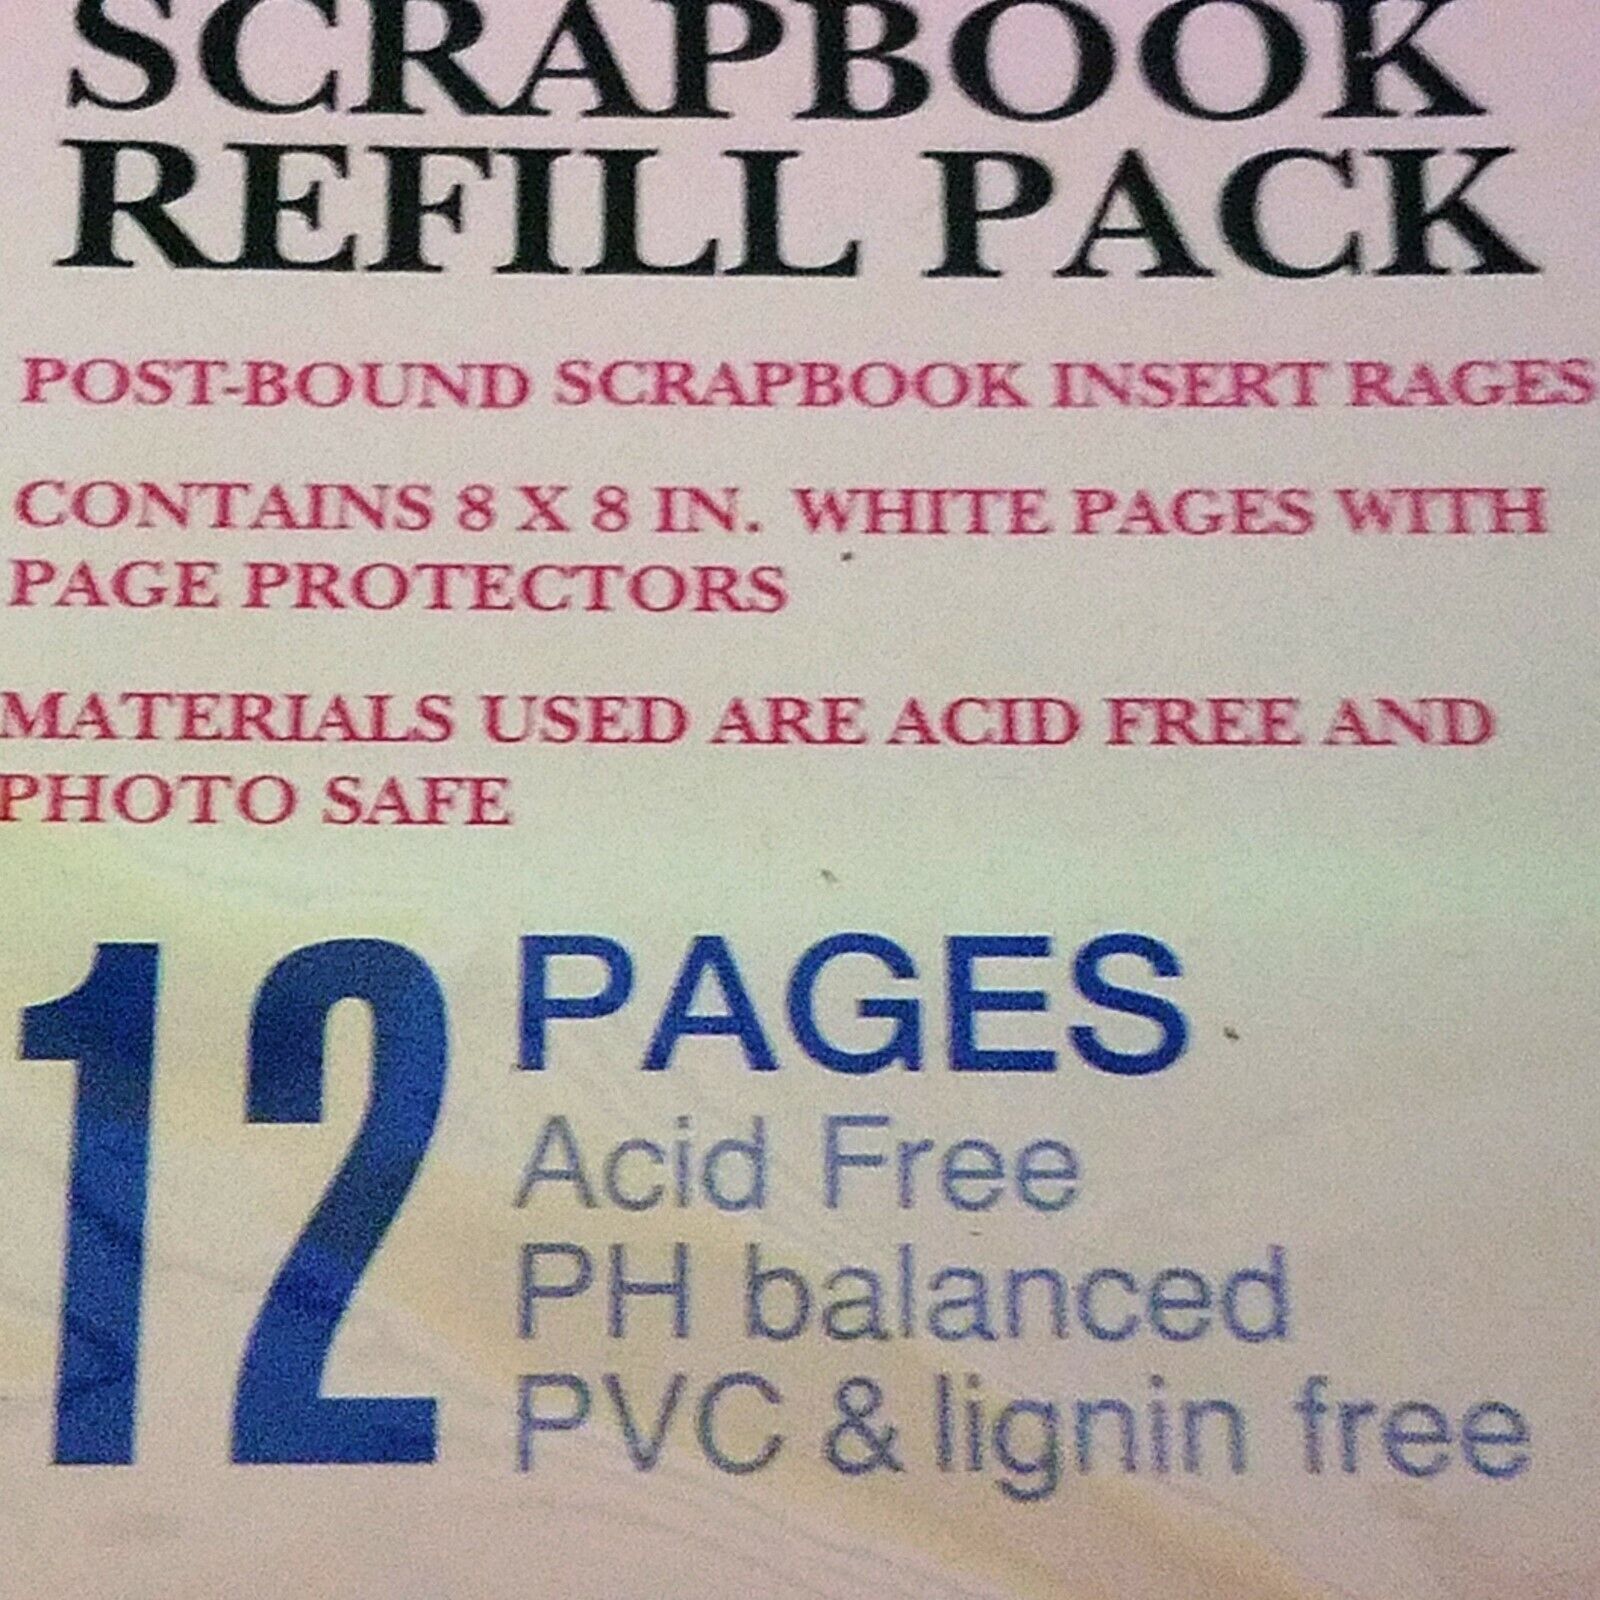 SCRAPBOOK
REFILL PACK
POST-BOUND SCRAPBOOK INSERT RAGES
CONTAINS 8 X 8 IN. WHITE PAGES WITH
PAGE PROTECTORS
MATERIALS USED ARE ACID FREE AND
PHOTO SAFE
12 PAGES
Acid Free
PH balanced
PVC & lignin free